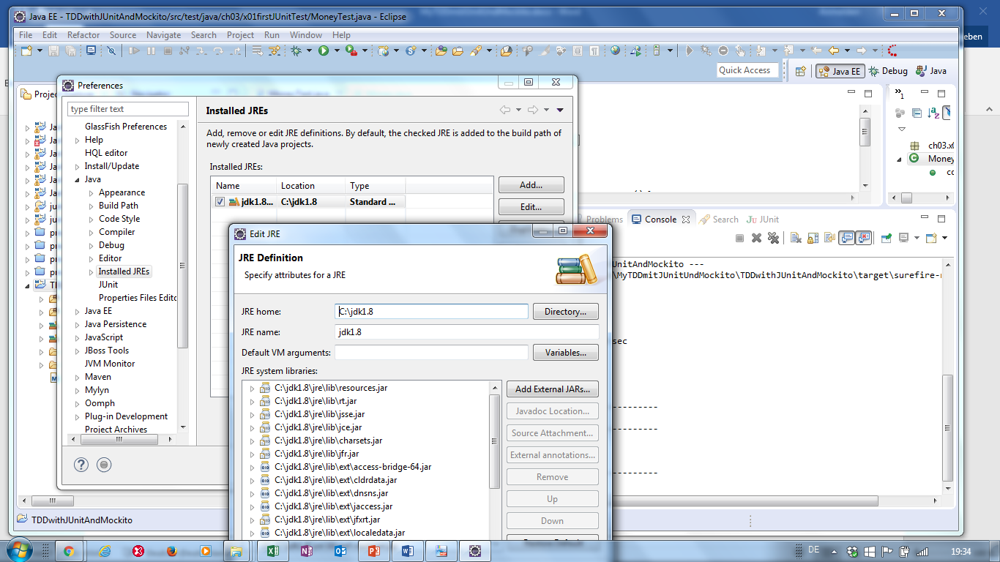 Java EE - TDDwithJUnitAndMockito/src/test/java/ch03/x01firstJUnitTest/MoneyTest.java - Eclipse
File Edit Refactor Source Navigate Search Project Run Window Help
eben
Quick Access
Java EE
Debug
Java
Preferences
type filter text
GlassFish Preferences
Help
HQL editor
Install/Update
Java
Appearance
Build Path
Code Style
Compiler
Debug
Editor
Installed JREs
JUnit
Properties Files Edito
Java EE
Java Persistence
JavaScript
JBoss Tools
JVM Monitor
Maven
Mylyn
Oomph
Plug-in Development
Project Archives
Installed JREs
Add, remove or edit JRE definitions. By default, the checked JRE is added to the build path of
newly created Java projects.
Installed JREs:
Name Location Type
jdk1.8... C:\jdk1.8 Standard ...
Add...
Edit...
Edit JRE
JRE Definition
Specify attributes for a JRE
JRE home: C:\jdk1.8 Directory...
JRE name: jdk1.8
Default VM arguments: Variables...
JRE system libraries:
C:\jdk1.8\jre\lib\resources.jar
C:\jdk1.8\jre\lib\rt.jar
C:\jdk1.8\jre\lib\jsse.jar
C:\jdk1.8\jre\lib\jce.jar
C:\jdk1.8\jre\lib\charsets.jar
C:\jdk1.8\jre\lib\jfr.jar
C:\jdk1.8\jre\lib\ext\access-bridge-64.jar
C:\jdk1.8\jre\lib\ext\cldrdata.jar
C:\jdk1.8\jre\lib\ext\dnsns.jar
C:\jdk1.8\jre\lib\ext\jaccess.jar
C:\jdk1.8\jre\lib\ext\jfxrt.jar
C:\jdk1.8\jre\lib\ext\localedata.jar
Add External JARs...
Javadoc Location...
Source Attachment...
External annotations...
Remove
Up
Down
ch03.x0
Money
Problems Console Search JUnit
UnitAndMockito ---
\MyTDDmitJUnitUndMockito\TDDwithJUnitAndMockito\target\surefire-
sec
TDDwithJUnitAndMockito
DE
19:34